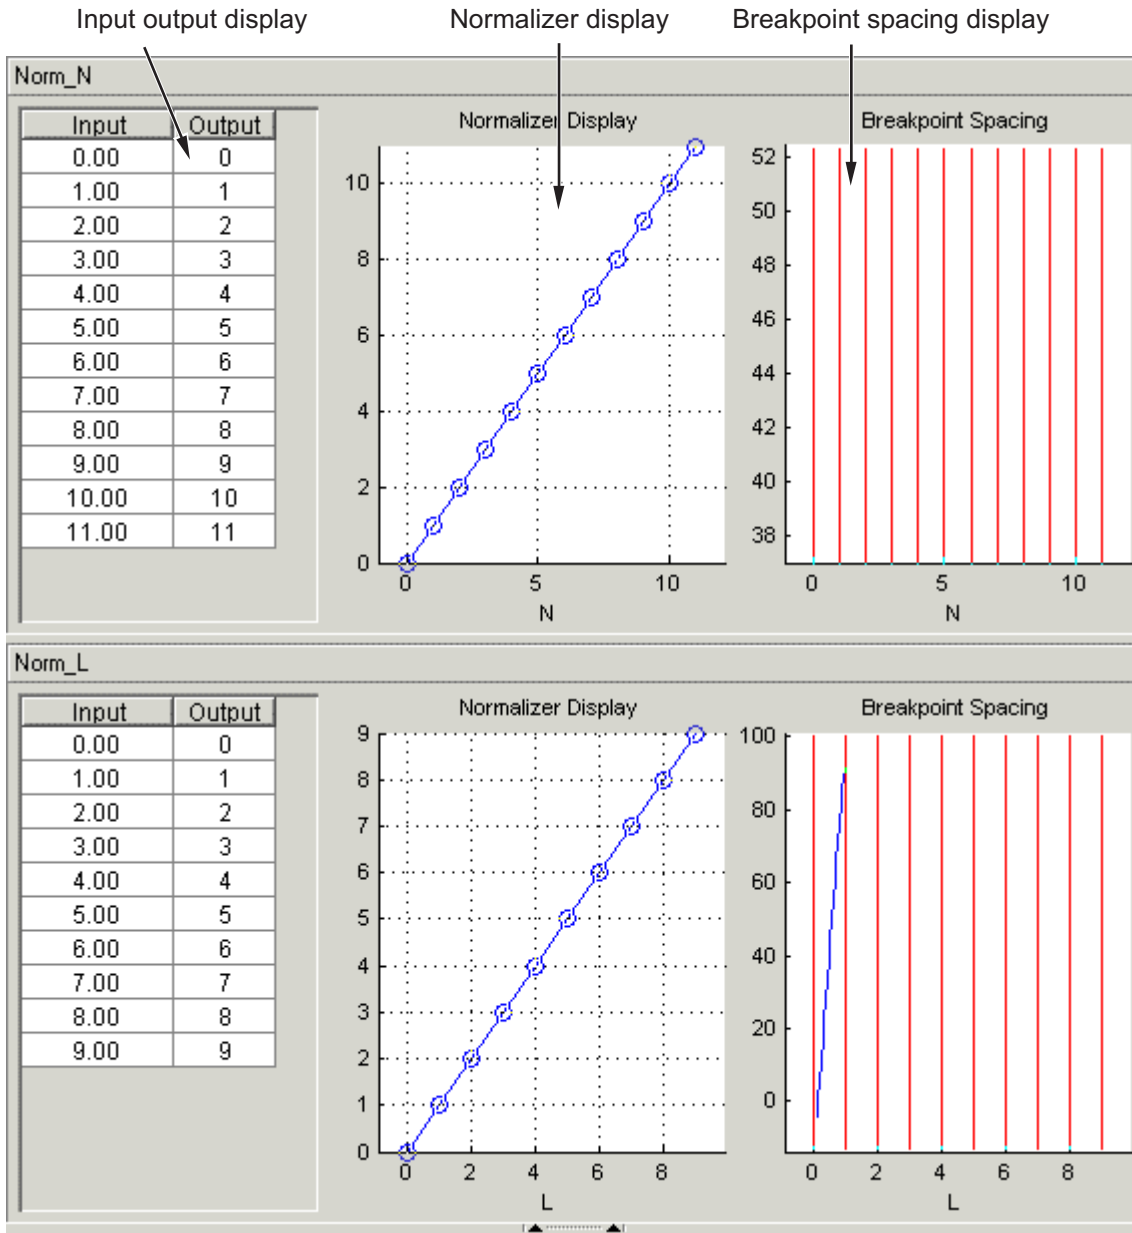 Input output display
Normalizer display
Breakpoint spacing display
Norm_N
Input Output
0.00 0
1.00 1
2.00 2
3.00 3
4.00 4
5.00 5
6.00 6
7.00 7
8.00 8
9.00 9
10.00 10
11.00 11
Normalizer Display
10
8
6
4
2
0
0 5 10
N
Breakpoint Spacing
52
50
48
46
44
42
40
38
0 5 10
N
Norm_L
Input Output
0.00 0
1.00 1
2.00 2
3.00 3
4.00 4
5.00 5
6.00 6
7.00 7
8.00 8
9.00 9
Normalizer Display
9
8
7
6
5
4
3
2
1
0
0 2 4 6 8
L
Breakpoint Spacing
100
80
60
40
20
0
0 2 4 6 8
L